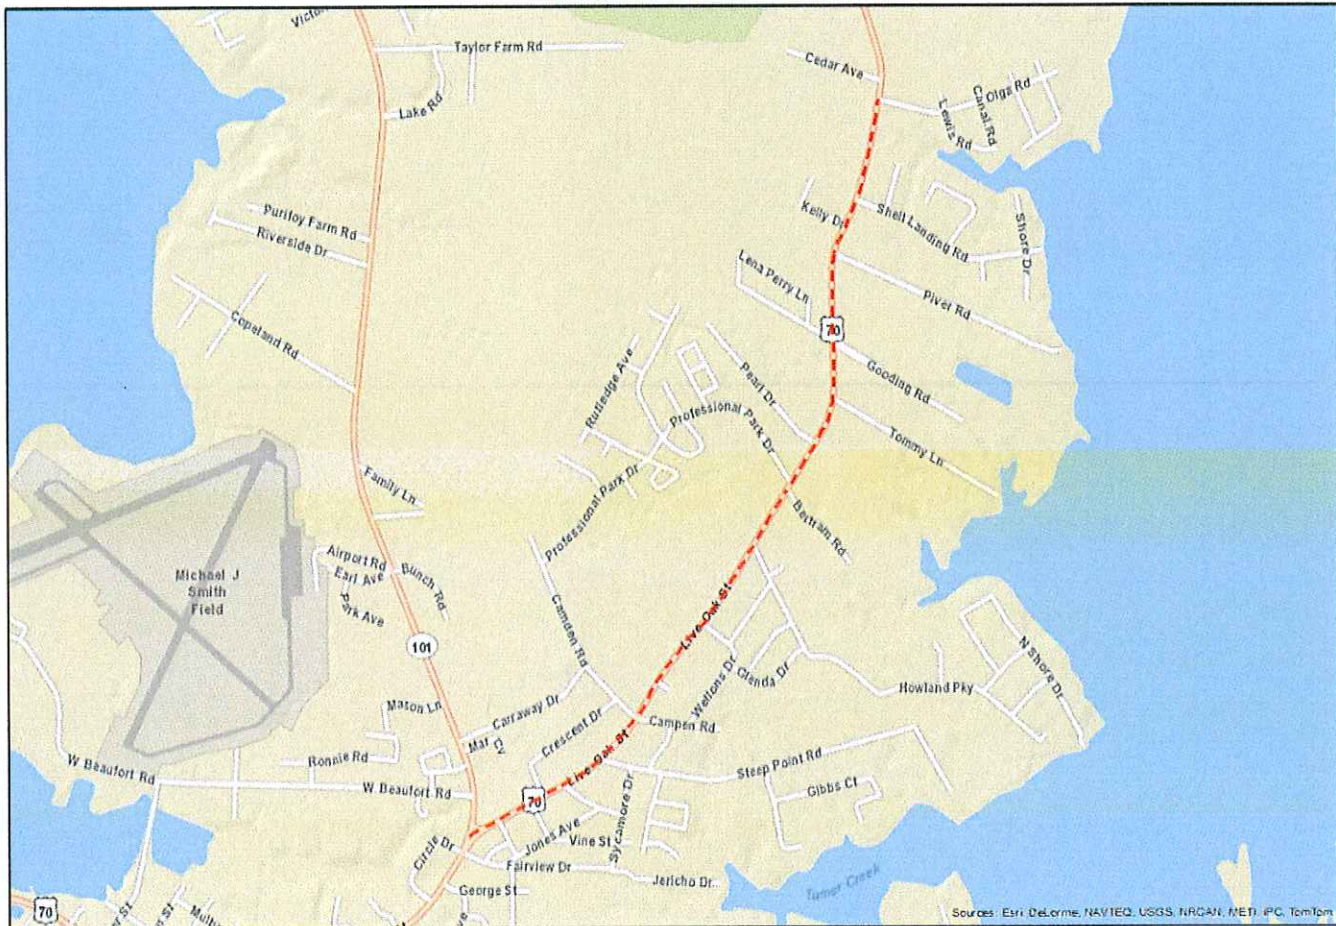 Taylor Farm Rd
Cedar Ave
Lake Rd
Olga Rd
Canal Rd
Lewis Rd
Purifoy Farm Rd
Riverside Dr
Kelly Dr
Shell Landing Rd
Shore Dr
Lena Perry Ln
Piver Rd
Copeland Rd
70
Rutledge Ave
Pearl Dr
Gooding Rd
Professional Park Dr
Tommy Ln
Family Ln
Professional Park Dr
Bertram Rd
Airport Rd
Earl Ave
Bunch Rd
Park Ave
Michael J
Smith
Field
101
Camden Rd
Live Oak St
Glenda Dr
Wellons Dr
N Shore Dr
Howland Pky
Mason Ln
Carraway Dr
Crescent Dr
Campen Rd
Ronnie Rd
Live Oak St
Steep Point Rd
W Beaufort Rd
W Beaufort Rd
Gibbs Ct
70
Jones Ave
Vine St
Sycamore Dr
Circle Dr
Fairview Dr
Jericho Dr
George St
Turner Creek
70
Sources: Esri, DeLorme, NAVTEQ, USGS, NRCAN, METI, iPC, TomTom